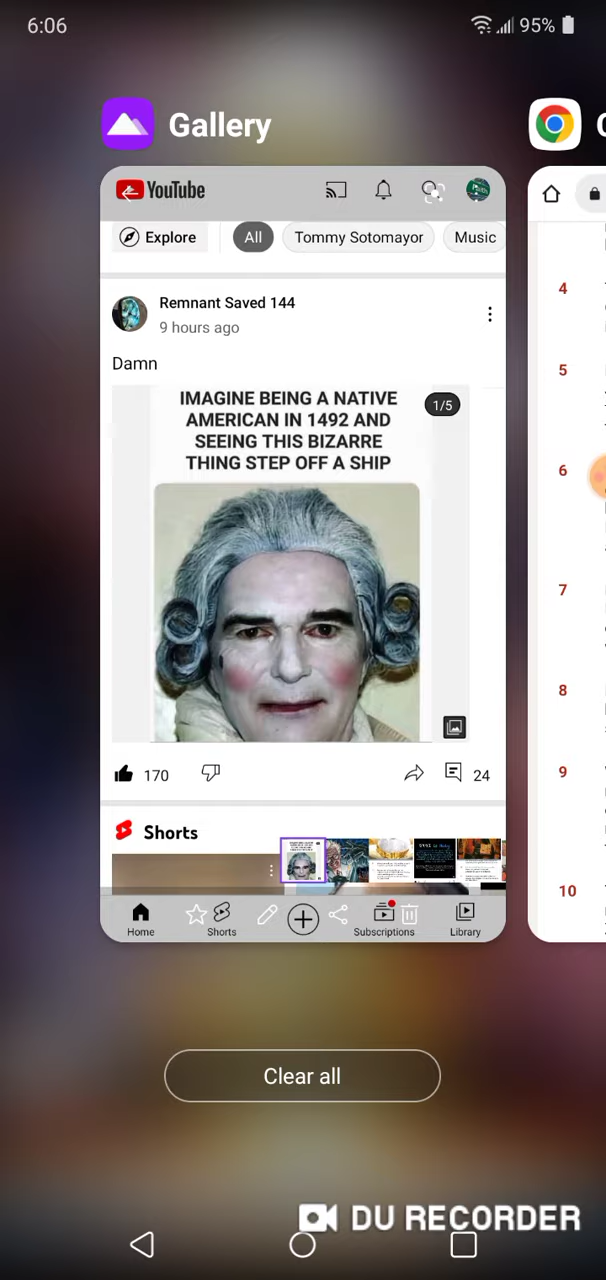 6:06
95%
Gallery
YouTube
Explore
All
Tommy Sotomayor
Music
Remnant Saved 144
9 hours ago
Damn
IMAGINE BEING A NATIVE
AMERICAN IN 1492 AND
SEEING THIS BIZARRE
THING STEP OFF A SHIP
1/5
170
24
Shorts
Home
Shorts
Subscriptions
Library
4
5
6
7
8
9
10
Clear all
DU RECORDER